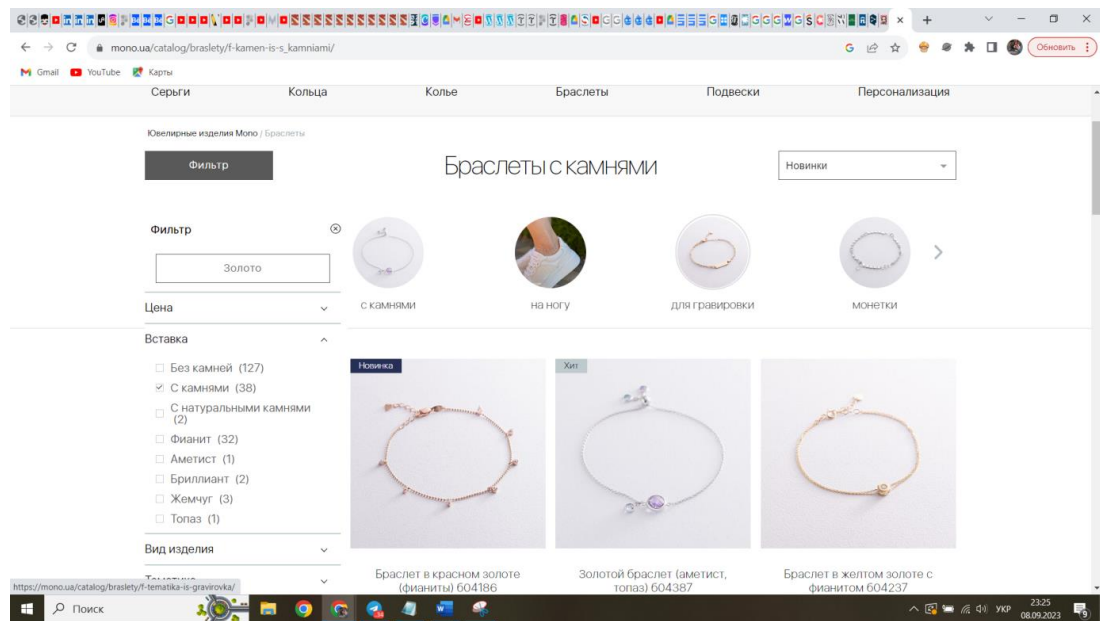 mono.ua/catalog/braslety/f-kamen-is-s_kamniami/
Обновить
Gmail
YouTube
Карты
Серьги
Кольца
Колье
Браслеты
Подвески
Персонализация
Ювелирные изделия Mono / Браслеты
Фильтр
Браслеты с камнями
Новинки
Фильтр
Золото
с камнями
на ногу
для гравировки
монетки
Цена
Вставка
Без камней (127)
С камнями (38)
С натуральными камнями
(2)
Фианит (32)
Аметист (1)
Бриллиант (2)
Жемчуг (3)
Топаз (1)
Вид изделия
Новинка
Хит
Браслет в красном золоте
(фианиты) б04186
Золотой браслет (аметист,
топаз) б04387
Браслет в желтом золоте с
фианитом б04237
https://mono.ua/catalog/braslety/f-tematika-is-gravirovka/
Поиск
УКР
23:25
08.09.2023